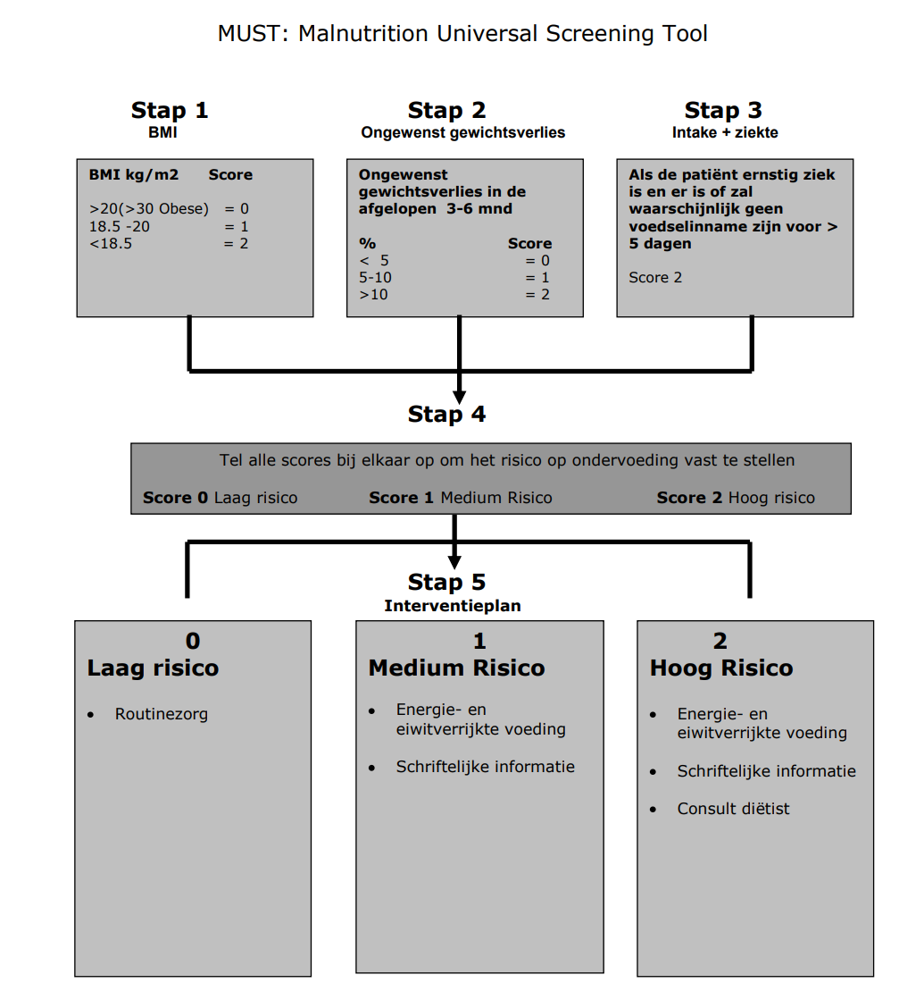 MUST: Malnutrition Universal Screening Tool
Stap 1
BMI
BMI kg/m2 Score
>20(>30 Obese) = 0
18.5 -20 = 1
<18.5 = 2
Stap 2
Ongewenst gewichtsverlies
Ongewenst
gewichtsverlies in de
afgelopen 3-6 mnd
% Score
< 5 = 0
5-10 = 1
>10 = 2
Stap 3
Intake + ziekte
Als de patiënt ernstig ziek
is en er is of zal
waarschijnlijk geen
voedselinname zijn voor >
5 dagen
Score 2
Stap 4
Tel alle scores bij elkaar op om het risico op ondervoeding vast te stellen
Score 0 Laag risico Score 1 Medium Risico Score 2 Hoog risico
Stap 5
Interventieplan
0
Laag risico
• Routinezorg
1
Medium Risico
• Energie- en
eiwitverrijkte voeding
• Schriftelijke informatie
2
Hoog Risico
• Energie- en
eiwitverrijkte voeding
• Schriftelijke informatie
• Consult diëtist